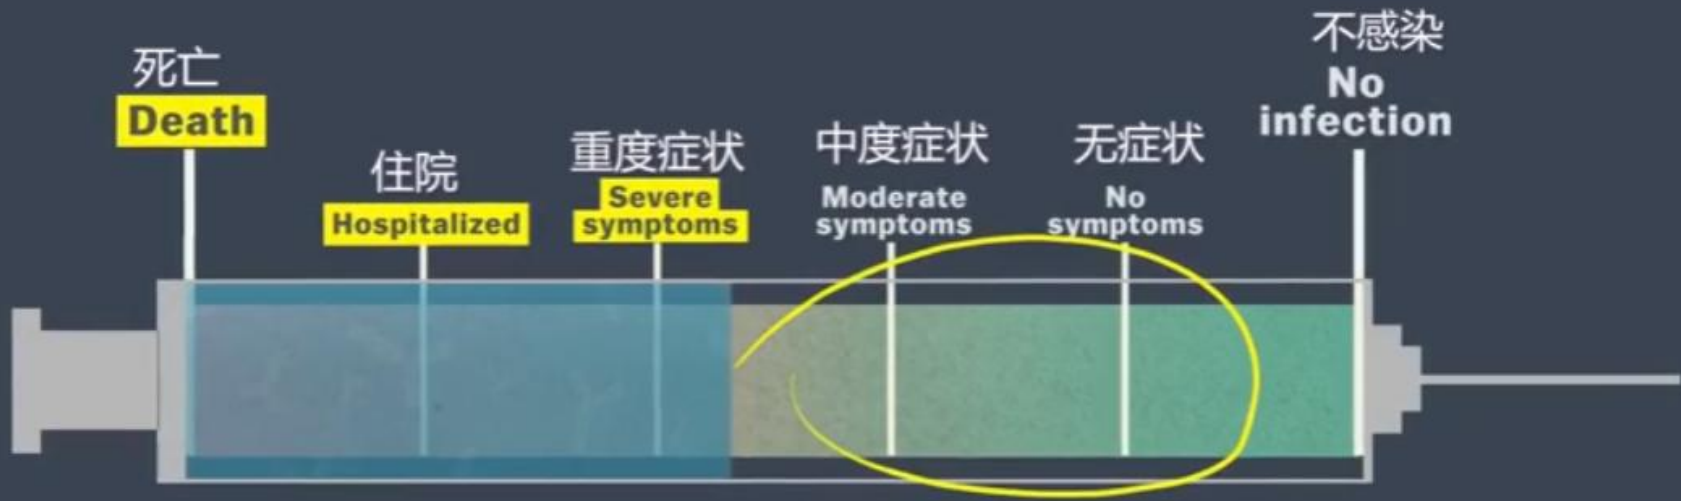 死亡
Death
住院
Hospitalized
重度症状
Severe
symptoms
中度症状
Moderate
symptoms
无症状
No
symptoms
不感染
No
infection